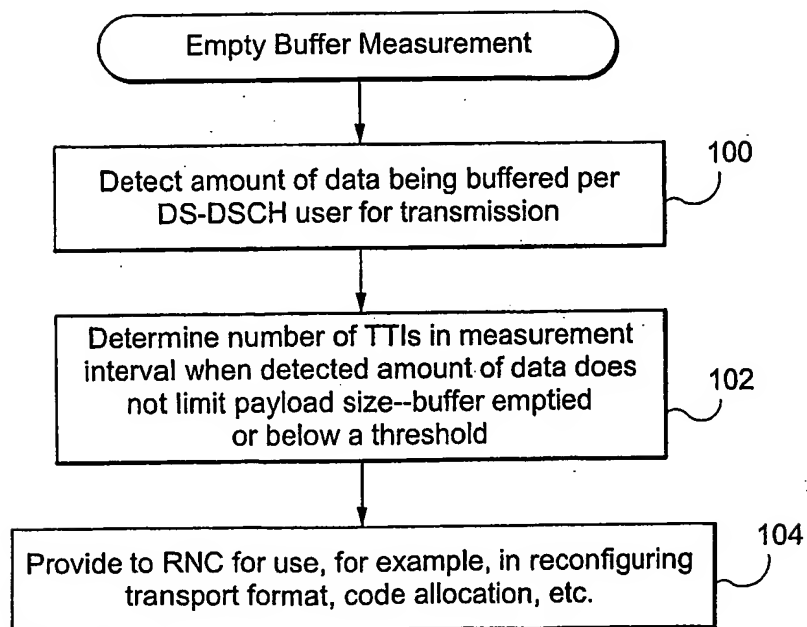 Empty Buffer Measurement
100
Detect amount of data being buffered per
DS-DSCH user for transmission
Determine number of TTIs in measurement
interval when detected amount of data does
not limit payload size--buffer emptied
or below a threshold
102
104
Provide to RNC for use, for example, in reconfiguring
transport format, code allocation, etc.